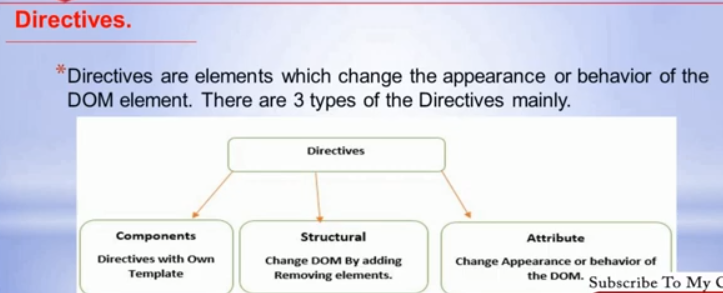 Directives.
*Directives are elements which change the appearance or behavior of the
DOM element. There are 3 types of the Directives mainly.
Directives
Components
Directives with Own
Template
Structural
Change DOM By adding
Removing elements.
Attribute
Change Appearance or behavior of
the DOM.
Subscribe To My